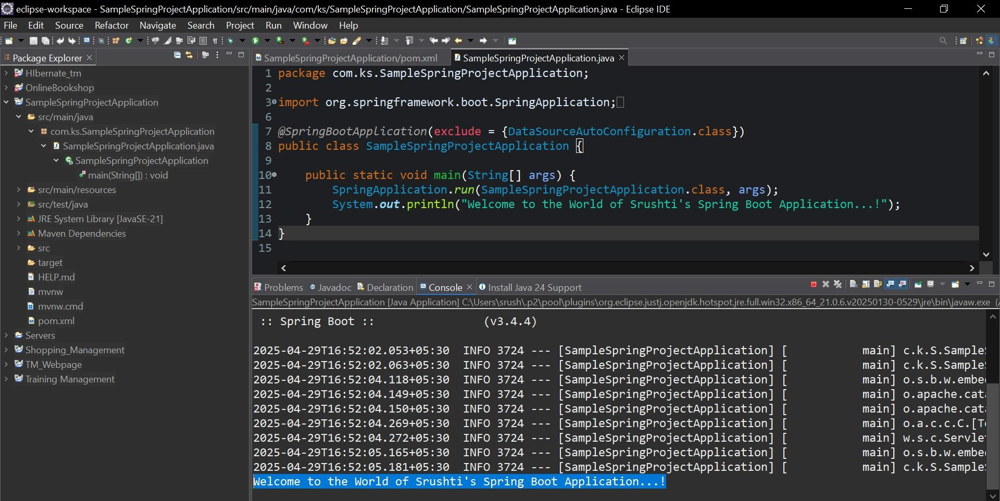 eclipse-workspace - SampleSpringProjectApplication/src/main/java/com/ks/SampleSpringProjectApplication/SampleSpringProjectApplication.java - Eclipse IDE
File Edit Source Refactor Navigate Search Project Run Window Help
Package Explorer
HIbernate_tm
OnlineBookshop
SampleSpringProjectApplication
src/main/java
com.ks.SampleSpringProjectApplication
SampleSpringProjectApplication.java
SampleSpringProjectApplication
main(String[]) : void
src/main/resources
src/test/java
JRE System Library [JavaSE-21]
Maven Dependencies
src
target
HELP.md
mvnw
mvnw.cmd
pom.xml
Servers
Shopping_Management
TM_Webpage
Training Management
SampleSpringProjectApplication/pom.xml SampleSpringProjectApplication.java
1 package com.ks.SampleSpringProjectApplication;
2
3 import org.springframework.boot.SpringApplication;
6
7 @SpringBootApplication(exclude = {DataSourceAutoConfiguration.class})
8 public class SampleSpringProjectApplication {
9
10 public static void main(String[] args) {
11 SpringApplication.run(SampleSpringProjectApplication.class, args);
12 System.out.println("Welcome to the World of Srushti's Spring Boot Application...!");
13 }
14 }
15
Problems Javadoc Declaration Console Install Java 24 Support
SampleSpringProjectApplication [Java Application] C:\Users\srush\.p2\pool\plugins\org.eclipse.justj.openjdk.hotspot.jre.full.win32.x86_64_21.0.6.v20250130-0529\jre\bin\javaw.exe (
:: Spring Boot :: (v3.4.4)
2025-04-29T16:52:02.053+05:30 INFO 3724 --- [SampleSpringProjectApplication] [ main] c.k.S.Sample
2025-04-29T16:52:02.063+05:30 INFO 3724 --- [SampleSpringProjectApplication] [ main] c.k.S.Sample
2025-04-29T16:52:04.118+05:30 INFO 3724 --- [SampleSpringProjectApplication] [ main] o.s.b.w.embe
2025-04-29T16:52:04.149+05:30 INFO 3724 --- [SampleSpringProjectApplication] [ main] o.apache.cat
2025-04-29T16:52:04.150+05:30 INFO 3724 --- [SampleSpringProjectApplication] [ main] o.apache.cat
2025-04-29T16:52:04.269+05:30 INFO 3724 --- [SampleSpringProjectApplication] [ main] o.a.c.c.C.[T
2025-04-29T16:52:04.272+05:30 INFO 3724 --- [SampleSpringProjectApplication] [ main] w.s.c.Servle
2025-04-29T16:52:05.165+05:30 INFO 3724 --- [SampleSpringProjectApplication] [ main] o.s.b.w.embe
2025-04-29T16:52:05.181+05:30 INFO 3724 --- [SampleSpringProjectApplication] [ main] c.k.S.Sample
Welcome to the World of Srushti's Spring Boot Application...!